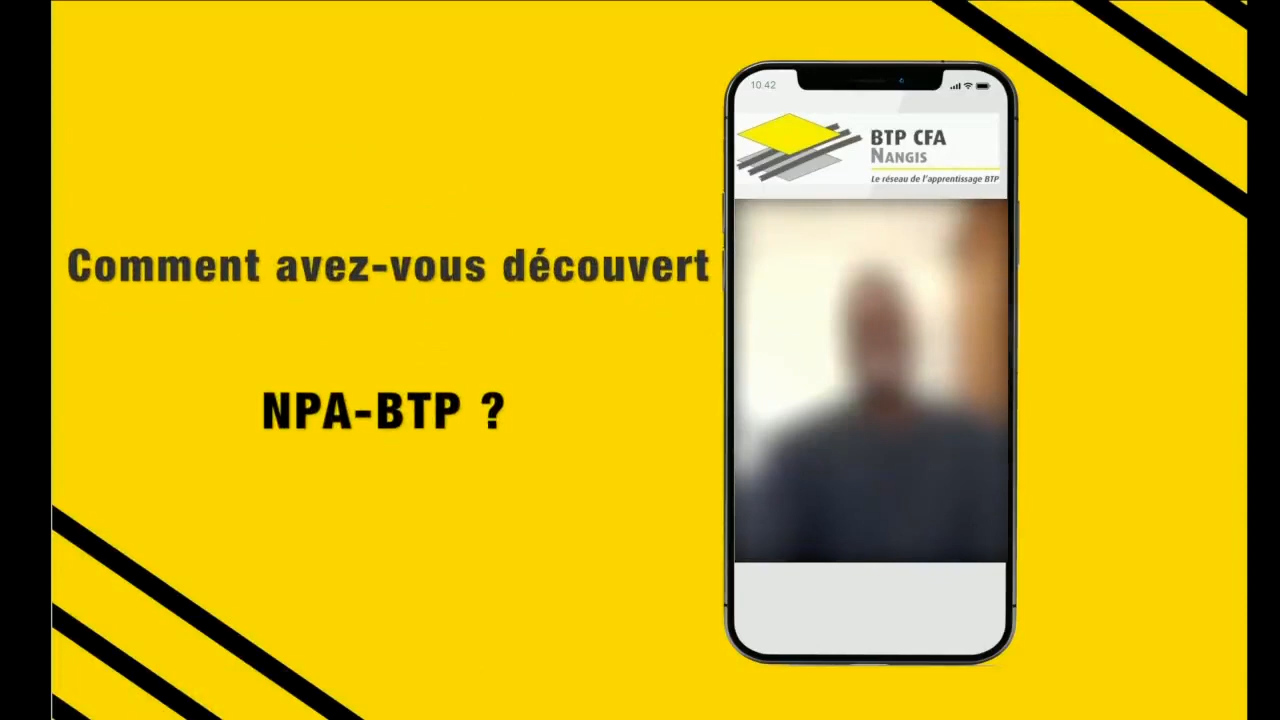 Comment avez-vous découvert
NPA-BTP ?
10.42
BTP CFA
NANGIS
Le réseau de l'apprentissage BTP